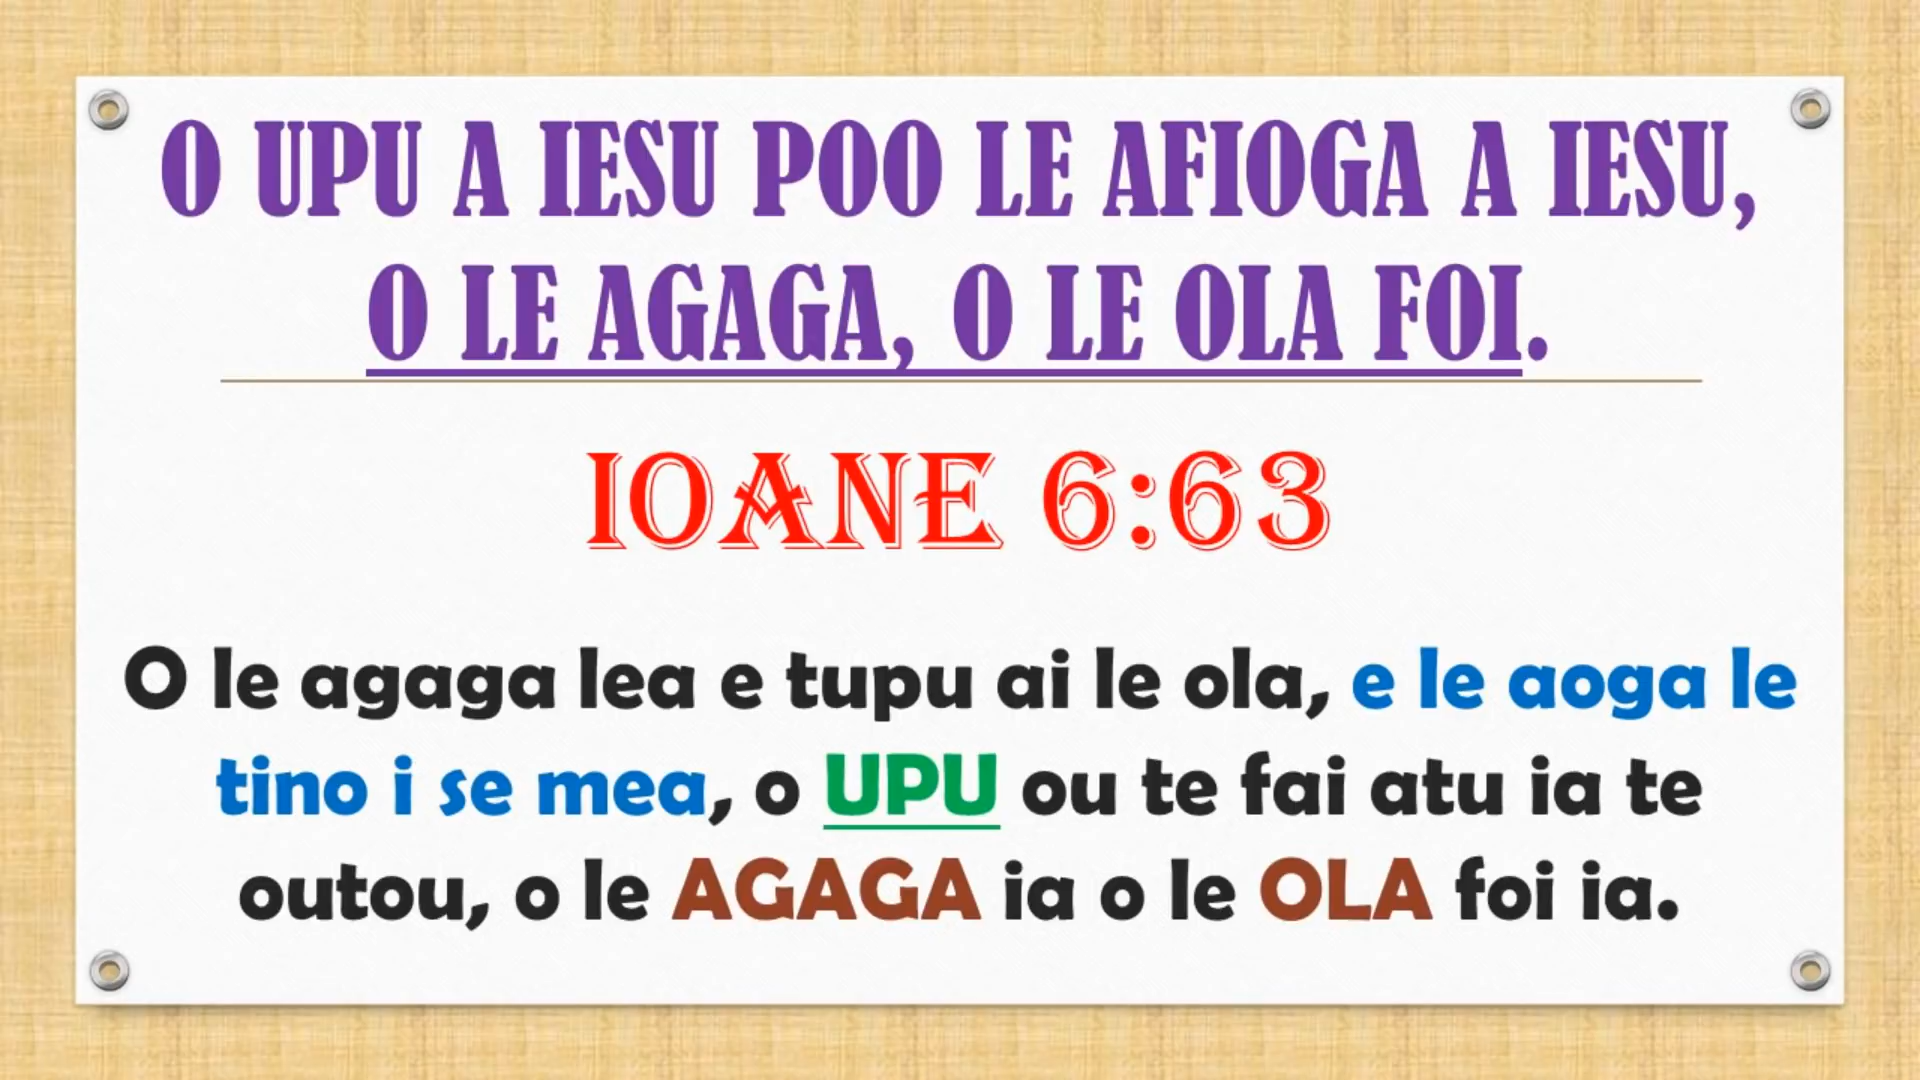 O UPU A IESU POO LE AFIOGA A IESU,
O LE AGAGA, O LE OLA FOI.
IOANE 6:63
O le agaga lea e tupu ai le ola, e le aoga le
tino i se mea, o UPU ou te fai atu ia te
outou, o le AGAGA ia o le OLA foi ia.